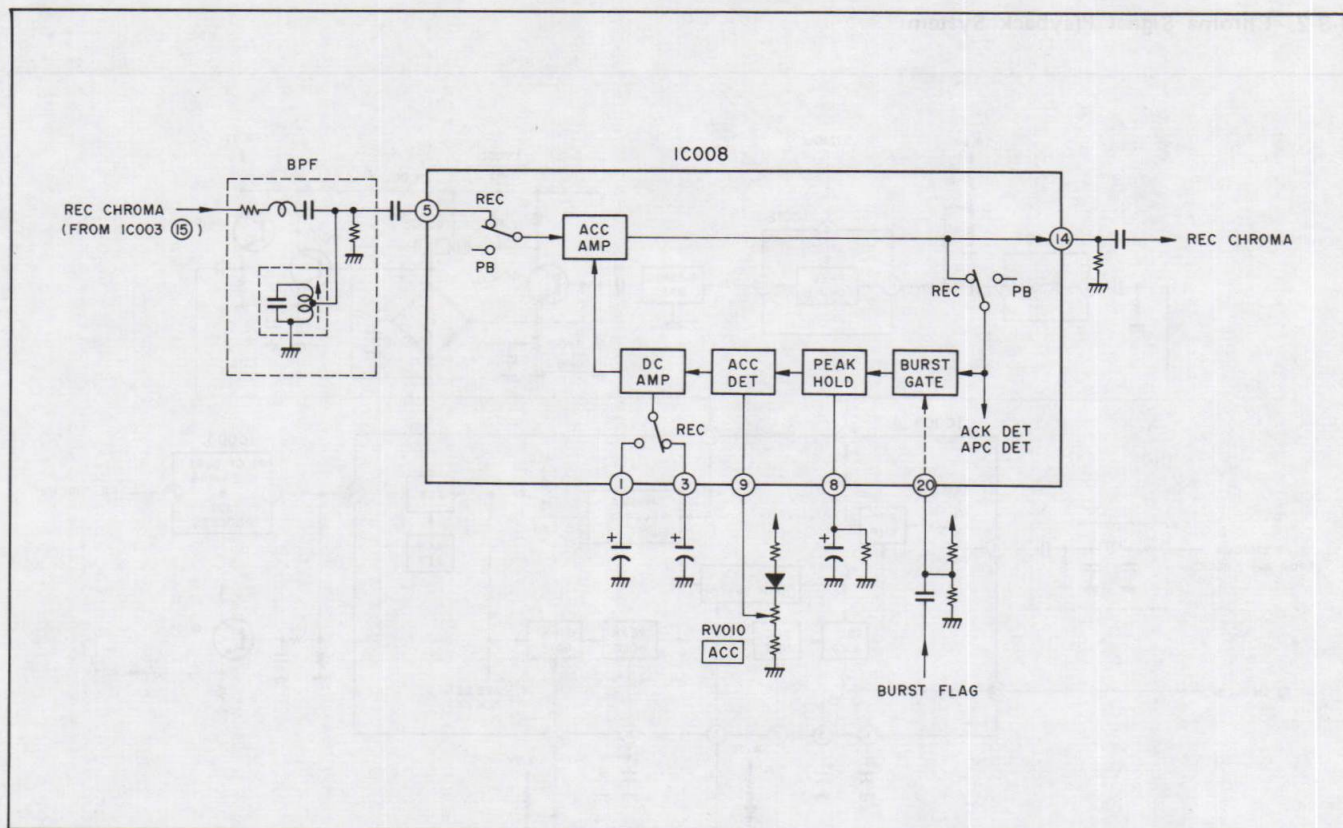 IC008
BPF
REC CHROMA
(FROM IC003 ⑮)
5
REC
PB
ACC
AMP
14
REC CHROMA
REC
PB
DC
AMP
ACC
DET
PEAK
HOLD
BURST
GATE
REC
ACK DET
APC DET
1
3
9
8
20
+
+
+
RV010
ACC
BURST FLAG